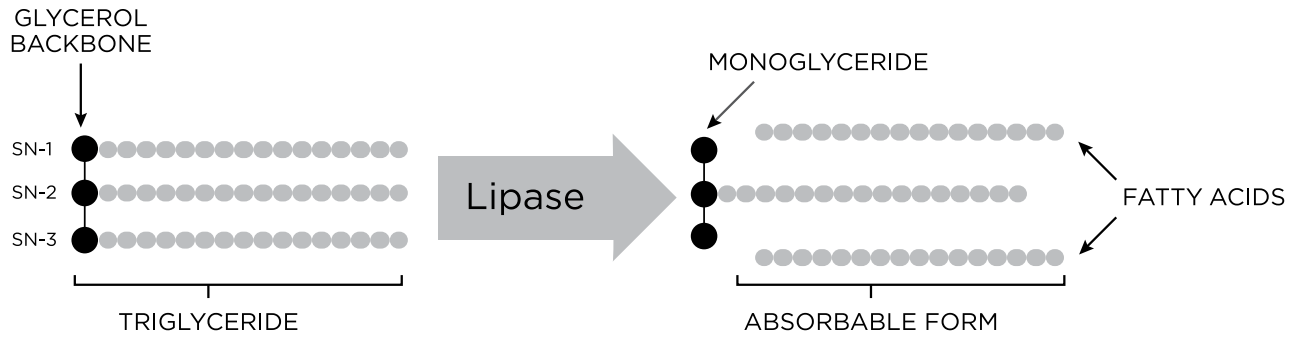 GLYCEROL
BACKBONE
SN-1
SN-2
SN-3
TRIGLYCERIDE
Lipase
MONOGLYCERIDE
FATTY ACIDS
ABSORBABLE FORM